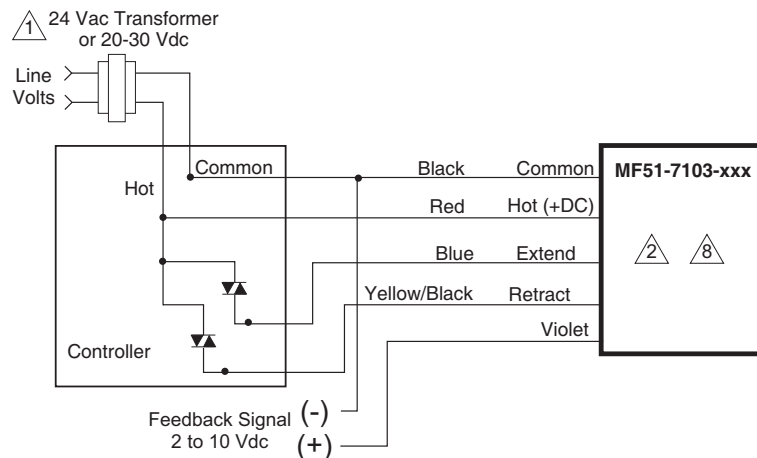 1
24 Vac Transformer
or 20-30 Vdc
Line
Volts
Common
Black
Common
MF51-7103-xxx
Hot
Red
Hot (+DC)
2
8
Blue
Extend
Yellow/Black
Retract
Violet
Controller
Feedback Signal
2 to 10 Vdc
(-)
(+)